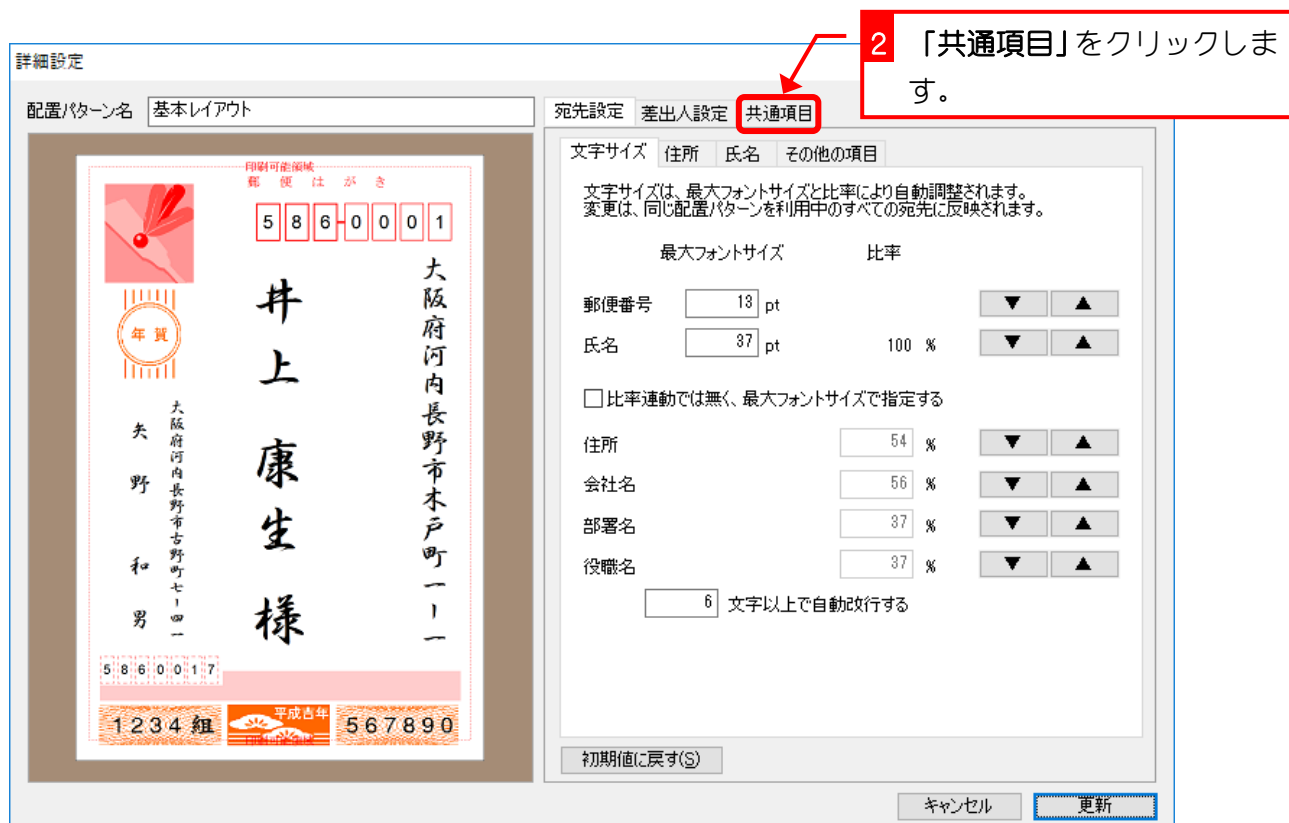 2 「共通項目」をクリックしま
す。
詳細設定
配置パターン名 基本レイアウト
宛先設定 差出人設定 共通項目
文字サイズ 住所 氏名 その他の項目
文字サイズは、最大フォントサイズと比率により自動調整されます。
変更は、同じ配置パターンを利用中のすべての宛先に反映されます。
最大フォントサイズ 比率
郵便番号 13 pt ▼ ▲
氏名 37 pt 100 % ▼ ▲
比率連動では無く、最大フォントサイズで指定する
住所 54 % ▼ ▲
会社名 56 % ▼ ▲
部署名 37 % ▼ ▲
役職名 37 % ▼ ▲
6 文字以上で自動改行する
初期値に戻す(S)
キャンセル 更新
印刷可能領域
郵便はがき
586-0001
大阪府河内長野市木戸町一ー一
井上 康生 様
年賀
大阪府河内長野市古野町七ー四一
矢野 和男
5860017
1234組 平成吉年 567890
印刷可能領域